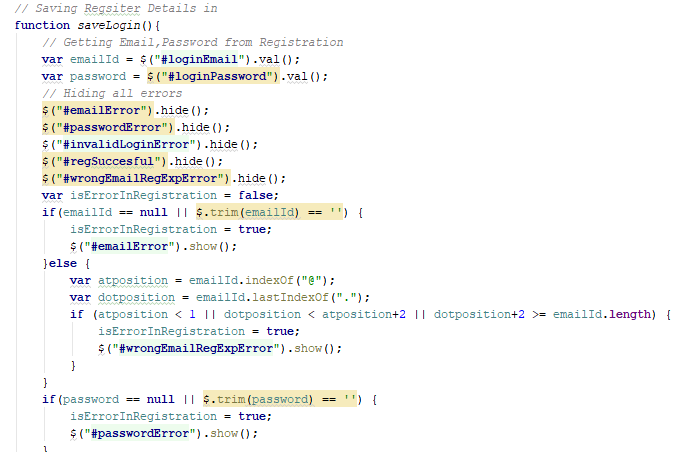 // Saving Regsiter Details in
function saveLogin(){
// Getting Email,Password from Registration
var emailId = $("#loginEmail").val();
var password = $("#loginPassword").val();
// Hiding all errors
$("#emailError").hide();
$("#passwordError").hide();
$("#invalidLoginError").hide();
$("#regSuccesful").hide();
$("#wrongEmailRegExpError").hide();
var isErrorInRegistration = false;
if(emailId == null || $.trim(emailId) == '') {
isErrorInRegistration = true;
$("#emailError").show();
}else {
var atposition = emailId.indexOf("@");
var dotposition = emailId.lastIndexOf(".");
if (atposition < 1 || dotposition < atposition+2 || dotposition+2 >= emailId.length) {
isErrorInRegistration = true;
$("#wrongEmailRegExpError").show();
}
}
if(password == null || $.trim(password) == '') {
isErrorInRegistration = true;
$("#passwordError").show();
}